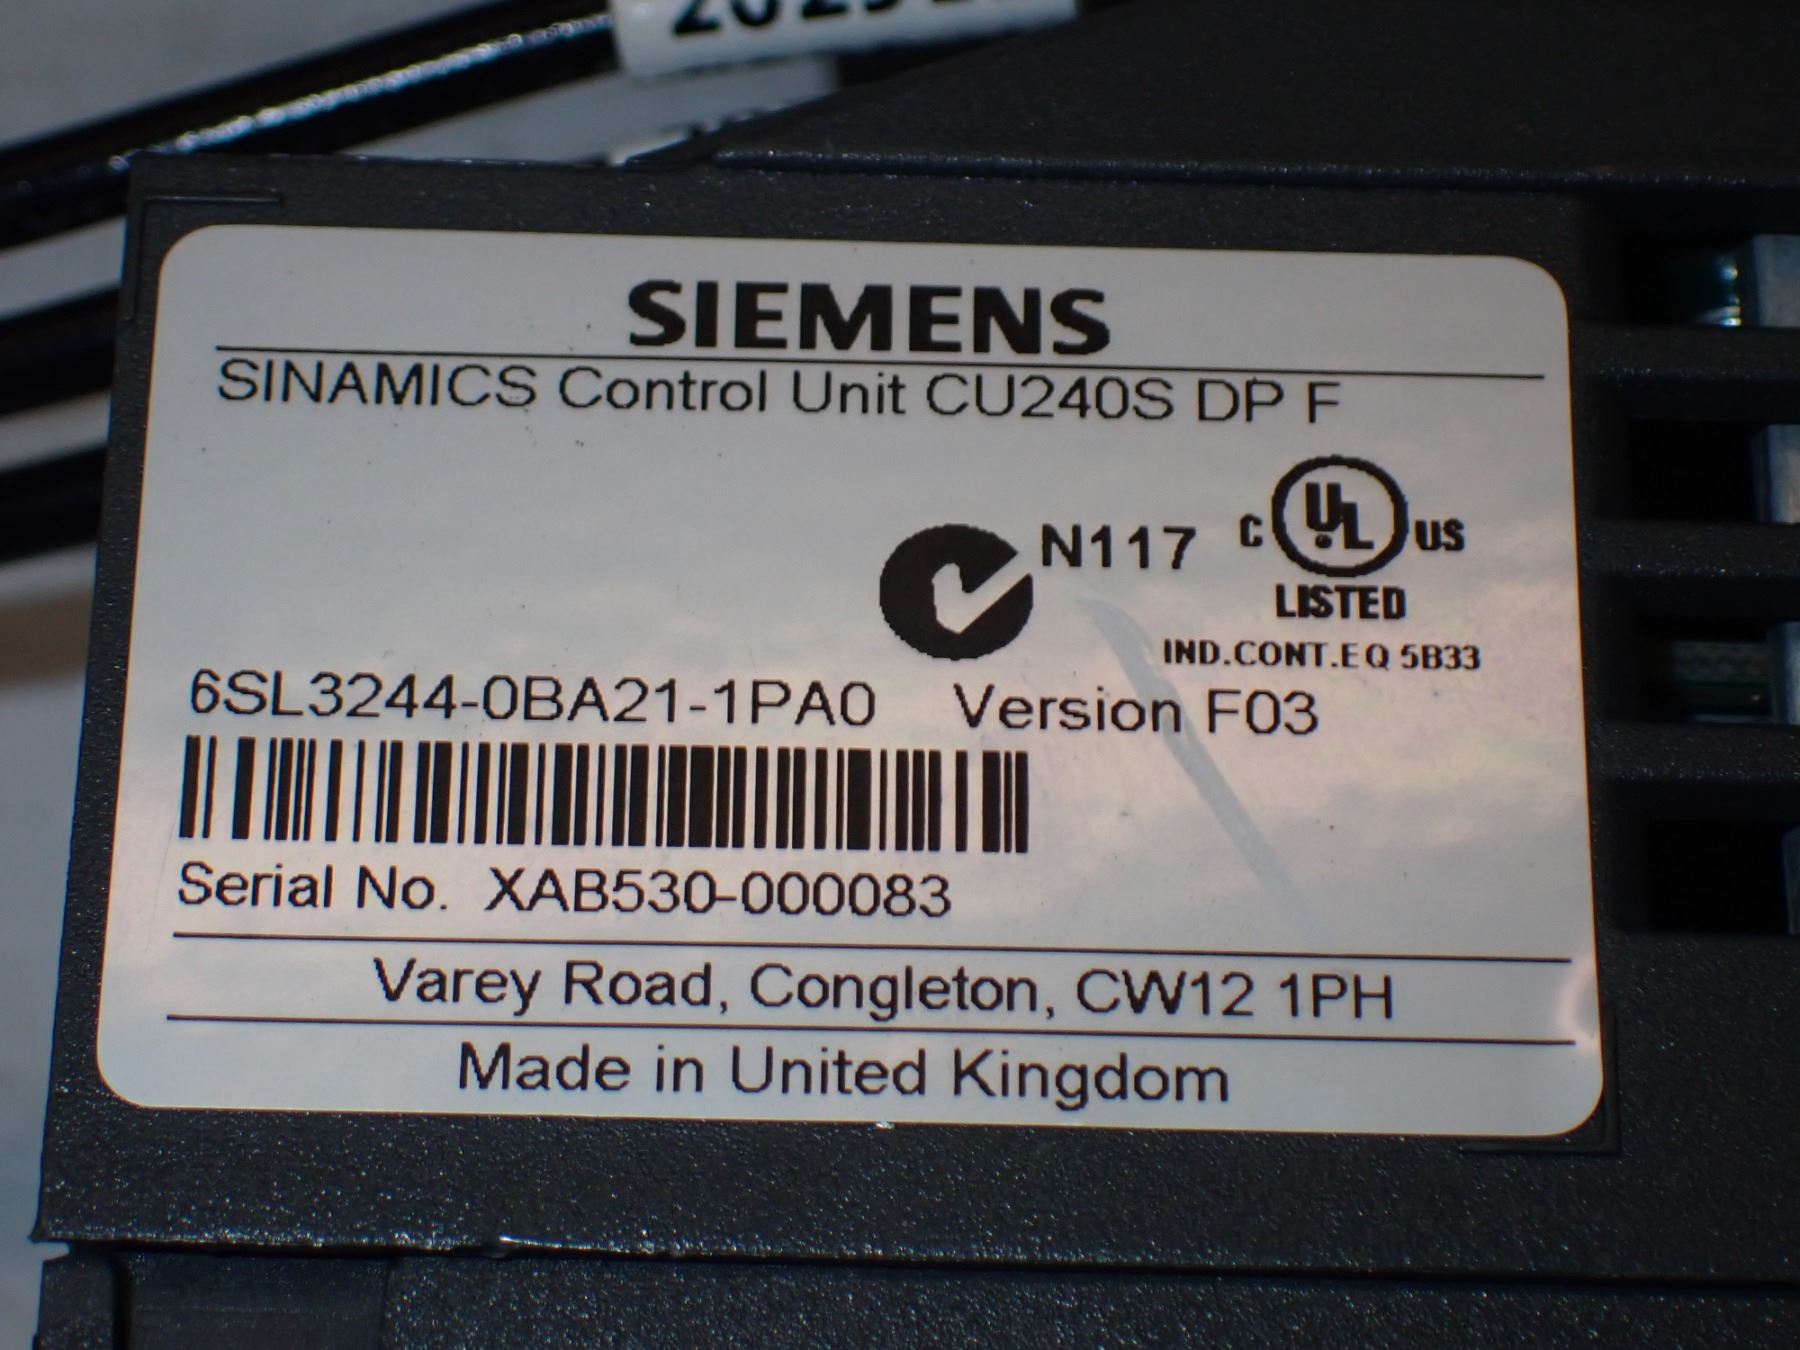 SIEMENS
SINAMICS Control Unit CU240S DP F
N117
C UL US
LISTED
IND.CONT.EQ 5B33
6SL3244-0BA21-1PA0 Version F03
Serial No. XAB530-000083
Varey Road, Congleton, CW12 1PH
Made in United Kingdom